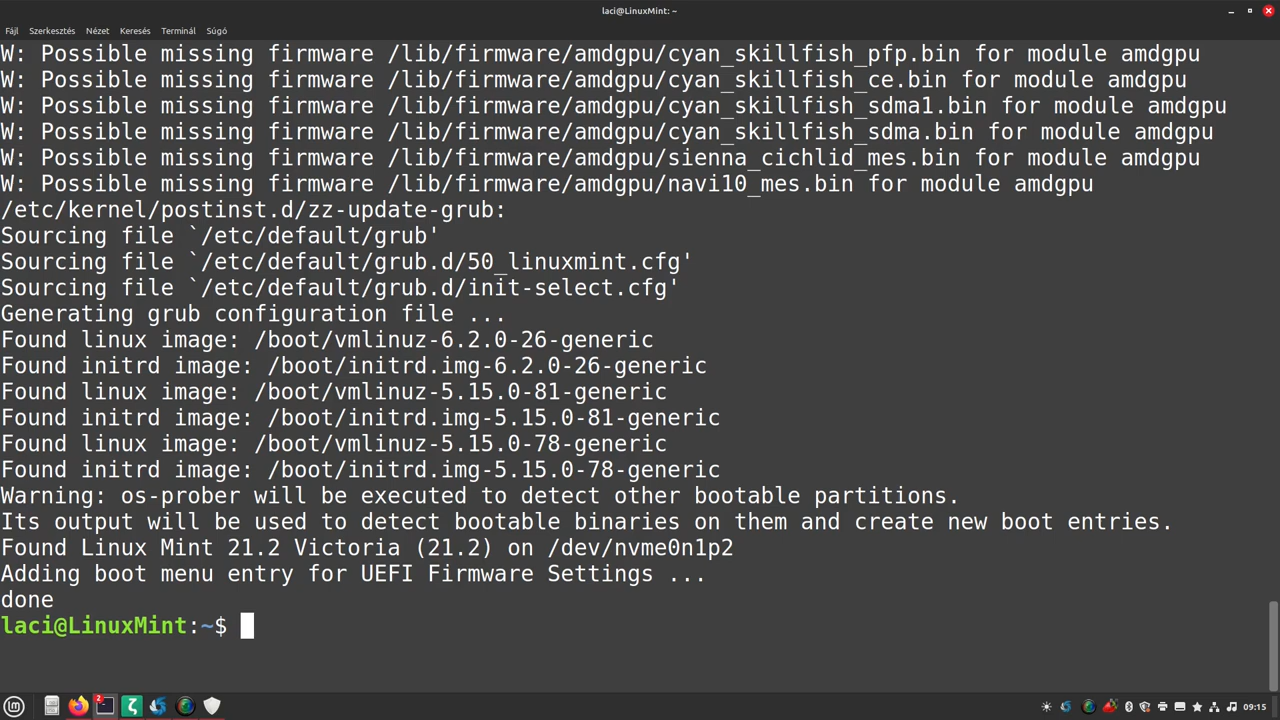 laci@LinuxMint: ~
Fájl Szerkesztés Nézet Keresés Terminál Súgó
W: Possible missing firmware /lib/firmware/amdgpu/cyan_skillfish_pfp.bin for module amdgpu
W: Possible missing firmware /lib/firmware/amdgpu/cyan_skillfish_ce.bin for module amdgpu
W: Possible missing firmware /lib/firmware/amdgpu/cyan_skillfish_sdma1.bin for module amdgpu
W: Possible missing firmware /lib/firmware/amdgpu/cyan_skillfish_sdma.bin for module amdgpu
W: Possible missing firmware /lib/firmware/amdgpu/sienna_cichlid_mes.bin for module amdgpu
W: Possible missing firmware /lib/firmware/amdgpu/navi10_mes.bin for module amdgpu
/etc/kernel/postinst.d/zz-update-grub:
Sourcing file `/etc/default/grub'
Sourcing file `/etc/default/grub.d/50_linuxmint.cfg'
Sourcing file `/etc/default/grub.d/init-select.cfg'
Generating grub configuration file ...
Found linux image: /boot/vmlinuz-6.2.0-26-generic
Found initrd image: /boot/initrd.img-6.2.0-26-generic
Found linux image: /boot/vmlinuz-5.15.0-81-generic
Found initrd image: /boot/initrd.img-5.15.0-81-generic
Found linux image: /boot/vmlinuz-5.15.0-78-generic
Found initrd image: /boot/initrd.img-5.15.0-78-generic
Warning: os-prober will be executed to detect other bootable partitions.
Its output will be used to detect bootable binaries on them and create new boot entries.
Found Linux Mint 21.2 Victoria (21.2) on /dev/nvme0n1p2
Adding boot menu entry for UEFI Firmware Settings ...
done
laci@LinuxMint:~$
2
09:15